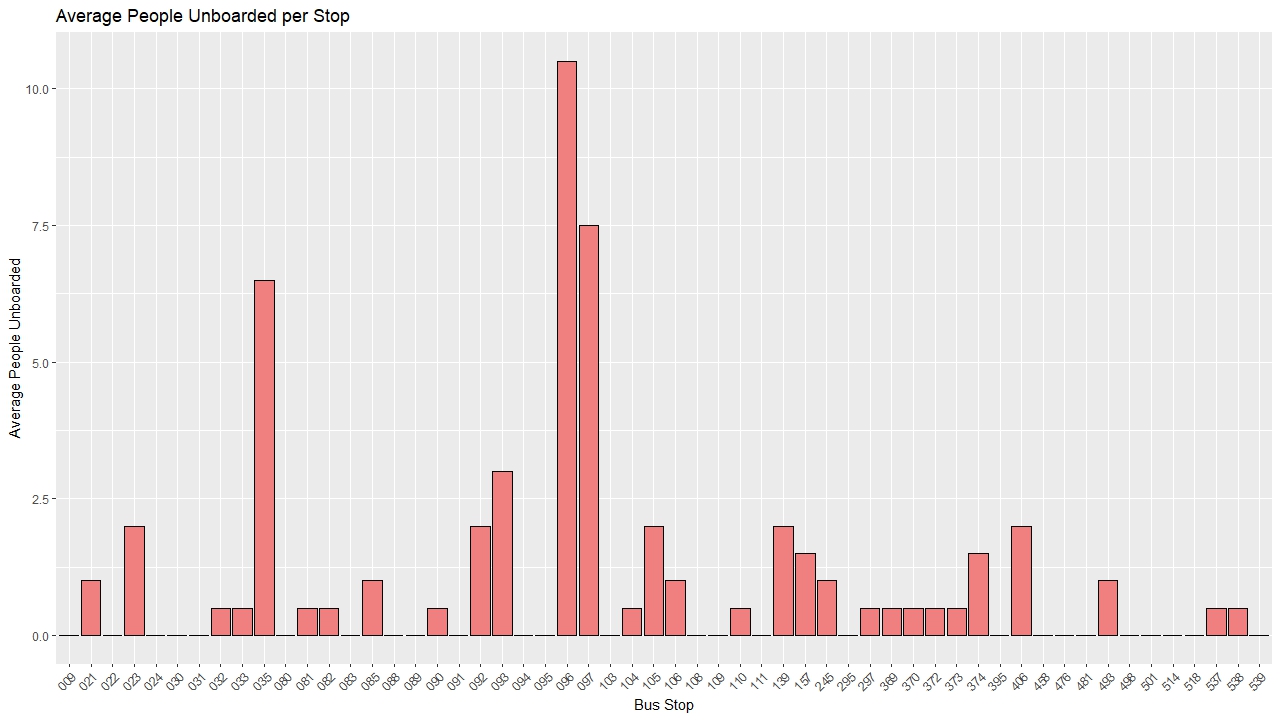 Average People Unboarded per Stop
Average People Unboarded
10.0
7.5
5.0
2.5
0.0
009 021 022 023 024 030 031 032 033 035 080 081 082 083 085 088 089 090 091 092 093 094 095 096 097 103 104 105 106 108 109 110 111 139 157 245 295 297 369 370 372 373 374 395 406 458 476 481 493 498 501 514 518 537 538 539
Bus Stop